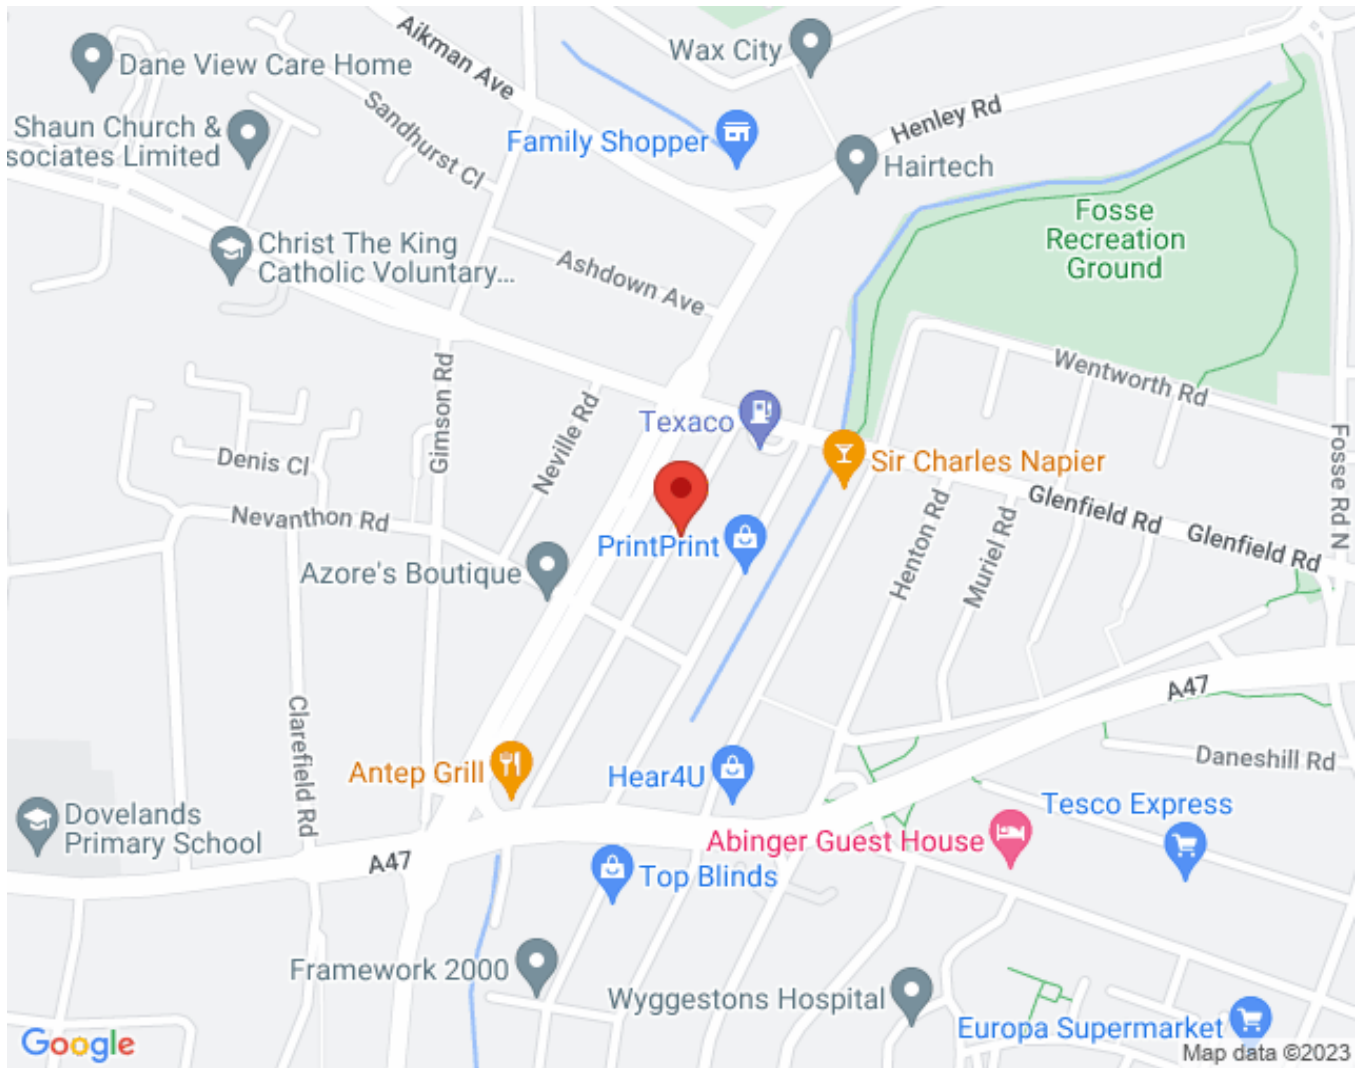 Aikman Ave
Wax City
Dane View Care Home
Sandhurst Cl
Henley Rd
Shaun Church &
sociates Limited
Family Shopper
Hairtech
Fosse
Recreation
Ground
Christ The King
Catholic Voluntary...
Ashdown Ave
Wentworth Rd
Gimson Rd
Neville Rd
Texaco
Denis Cl
Sir Charles Napier
Fosse Rd N
Nevanthon Rd
Glenfield Rd
Glenfield Rd
PrintPrint
Henton Rd
Muriel Rd
Azore's Boutique
A47
Clarefield Rd
Daneshill Rd
Antep Grill
Hear4U
Tesco Express
Dovelands
Primary School
Abinger Guest House
A47
Top Blinds
Framework 2000
Wyggestons Hospital
Europa Supermarket
Google
Map data ©2023